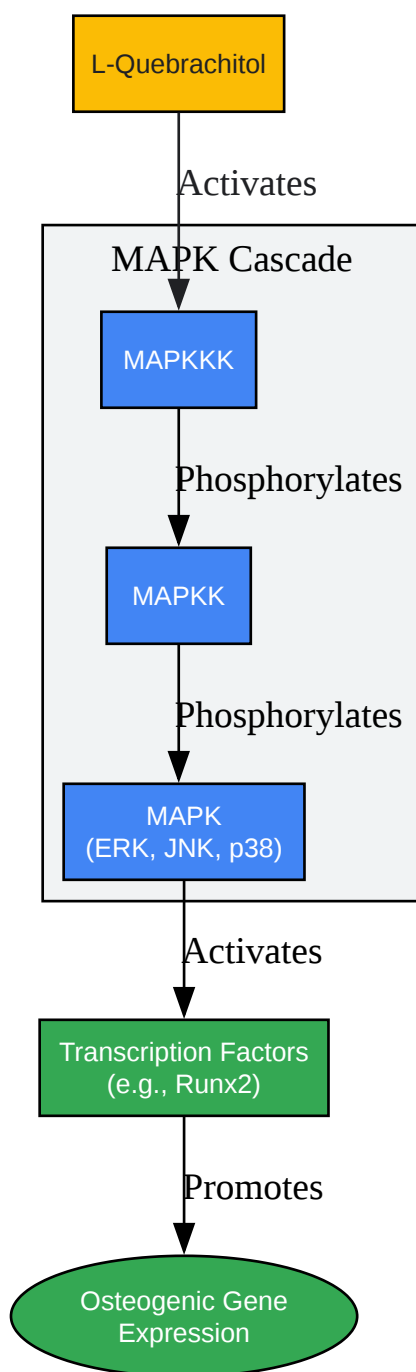 L-Quebrachitol
Activates
MAPK Cascade
MAPKKK
Phosphorylates
MAPKK
Phosphorylates
MAPK
(ERK, JNK, p38)
Activates
Transcription Factors
(e.g., Runx2)
Promotes
Osteogenic Gene
Expression